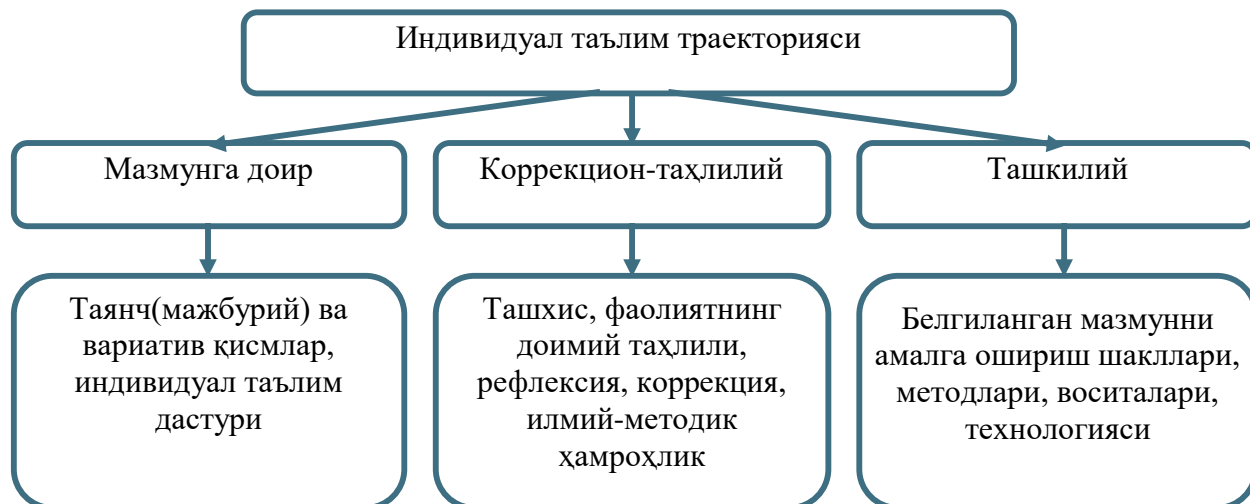 Индивидуал таълим траекторияси
Мазмунга доир
Коррекцион-таҳлилий
Ташкилий
Таянч(мажбурий) ва
вариатив қисмлар,
индивидуал таълим
дастури
Ташхис, фаолиятнинг
доимий таҳлили,
рефлексия, коррекция,
илмий-методик
ҳамроҳлик
Белгиланган мазмунни
амалга ошириш шакллари,
методлари, воситалари,
технологияси